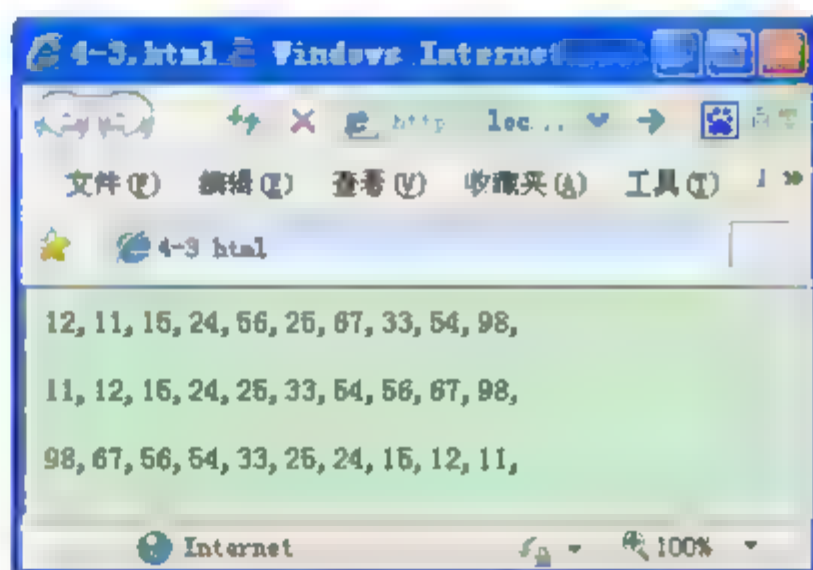 4-3.html - Windows Internet
http loc...
文件(F) 编辑(E) 查看(V) 收藏夹(A) 工具(T)
4-3 html
12, 11, 15, 24, 56, 25, 67, 33, 54, 98,
11, 12, 15, 24, 25, 33, 54, 56, 67, 98,
98, 67, 56, 54, 33, 25, 24, 15, 12, 11,
Internet 100%